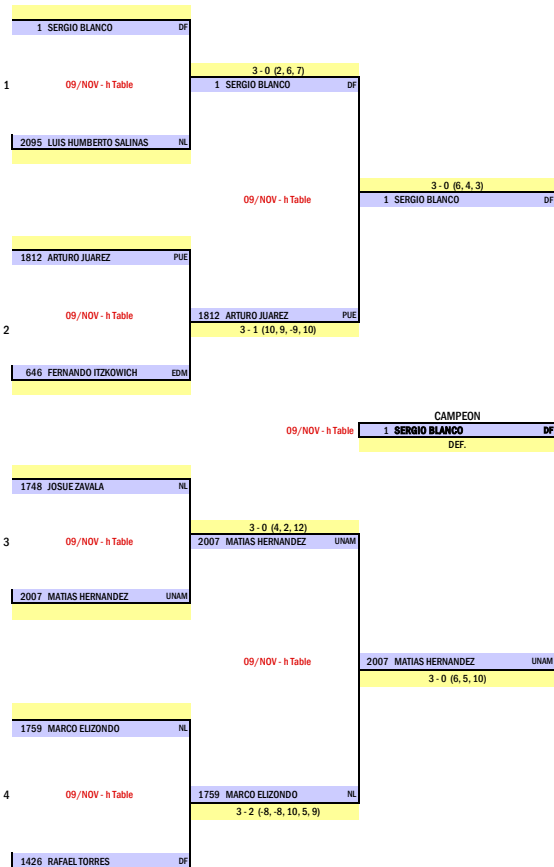 1 SERGIO BLANCO DF
3 - 0 (2, 6, 7)
1 09/NOV - h Table
1 SERGIO BLANCO DF
2095 LUIS HUMBERTO SALINAS NL
3 - 0 (6, 4, 3)
09/NOV - h Table
1 SERGIO BLANCO DF
1812 ARTURO JUAREZ PUE
09/NOV - h Table
1812 ARTURO JUAREZ PUE
2
3 - 1 (10, 9, -9, 10)
646 FERNANDO ITZKOWICH EDM
CAMPEON
09/NOV - h Table
1 SERGIO BLANCO DF
DEF.
1748 JOSUE ZAVALA NL
3 - 0 (4, 2, 12)
3 09/NOV - h Table
2007 MATIAS HERNANDEZ UNAM
2007 MATIAS HERNANDEZ UNAM
09/NOV - h Table
2007 MATIAS HERNANDEZ UNAM
3 - 0 (6, 5, 10)
1759 MARCO ELIZONDO NL
4 09/NOV - h Table
1759 MARCO ELIZONDO NL
3 - 2 (-8, -8, 10, 5, 9)
1426 RAFAEL TORRES DF